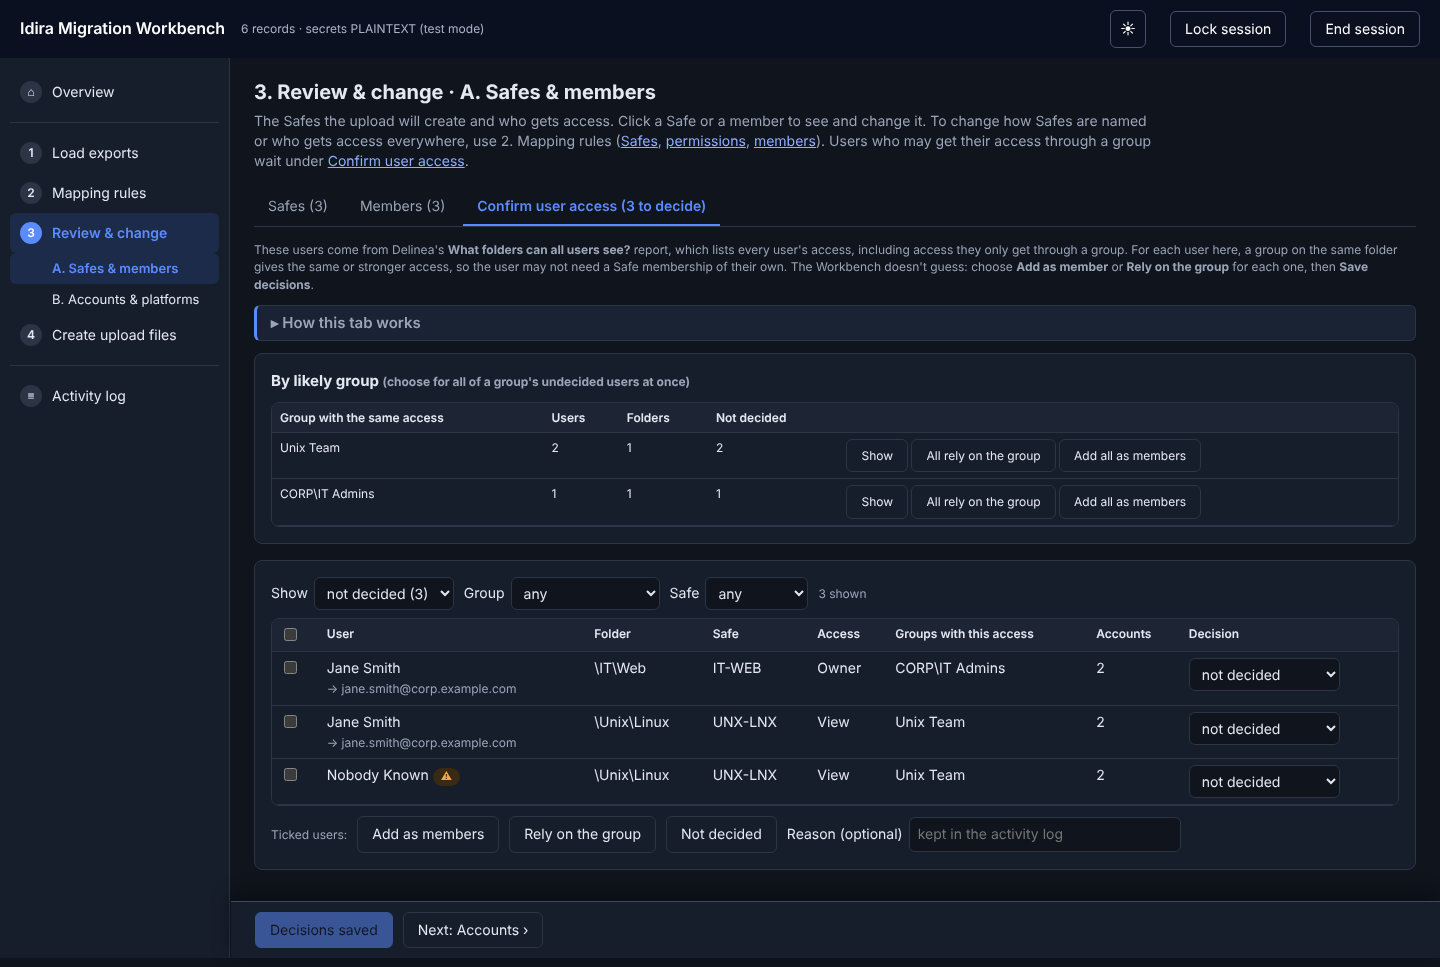 Idira Migration Workbench
6 records · secrets PLAINTEXT (test mode)
☀
Lock session
End session
⌂ Overview
1 Load exports
2 Mapping rules
3 Review & change
A. Safes & members
B. Accounts & platforms
4 Create upload files
≡ Activity log
3. Review & change · A. Safes & members
The Safes the upload will create and who gets access. Click a Safe or a member to see and change it. To change how Safes are named
or who gets access everywhere, use 2. Mapping rules (Safes, permissions, members). Users who may get their access through a group
wait under Confirm user access.
Safes (3) Members (3) Confirm user access (3 to decide)
These users come from Delinea's What folders can all users see? report, which lists every user's access, including access they only get through a group. For each user here, a group on the same folder
gives the same or stronger access, so the user may not need a Safe membership of their own. The Workbench doesn't guess: choose Add as member or Rely on the group for each one, then Save
decisions.
▸ How this tab works
By likely group (choose for all of a group's undecided users at once)
Group with the same access Users Folders Not decided
Unix Team 2 1 2 Show All rely on the group Add all as members
CORP\IT Admins 1 1 1 Show All rely on the group Add all as members
Show not decided (3) Group any Safe any 3 shown
User Folder Safe Access Groups with this access Accounts Decision
Jane Smith \IT\Web IT-WEB Owner CORP\IT Admins 2 not decided
→ jane.smith@corp.example.com
Jane Smith \Unix\Linux UNX-LNX View Unix Team 2 not decided
→ jane.smith@corp.example.com
Nobody Known ⚠ \Unix\Linux UNX-LNX View Unix Team 2 not decided
Ticked users: Add as members Rely on the group Not decided Reason (optional) kept in the activity log
Decisions saved Next: Accounts ›